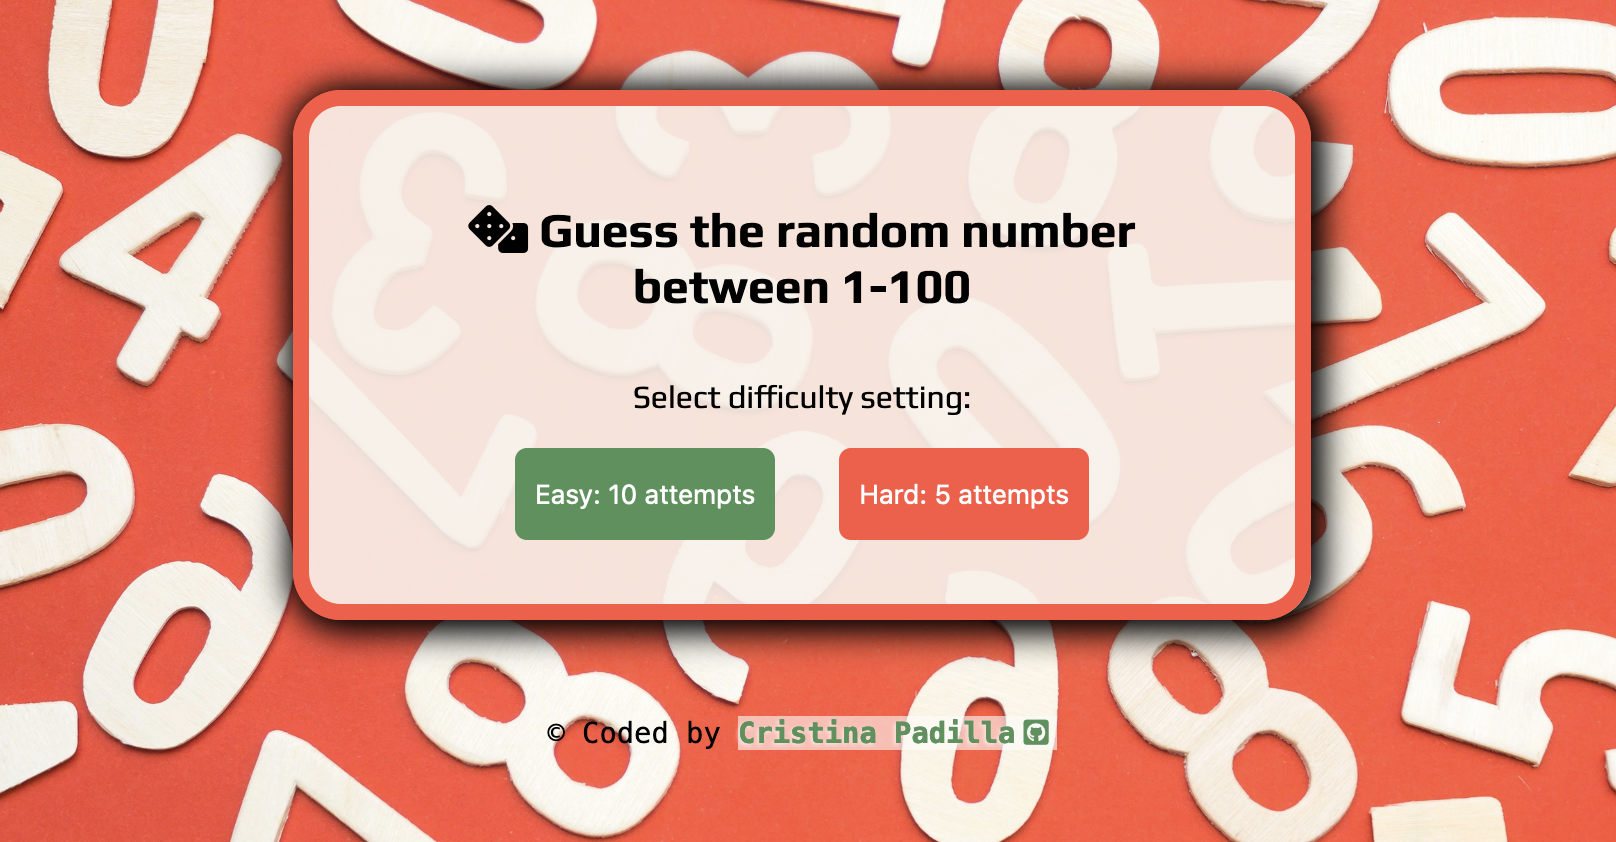 Guess the random number
between 1-100
Select difficulty setting:
Easy: 10 attempts
Hard: 5 attempts
© Coded by Cristina Padilla